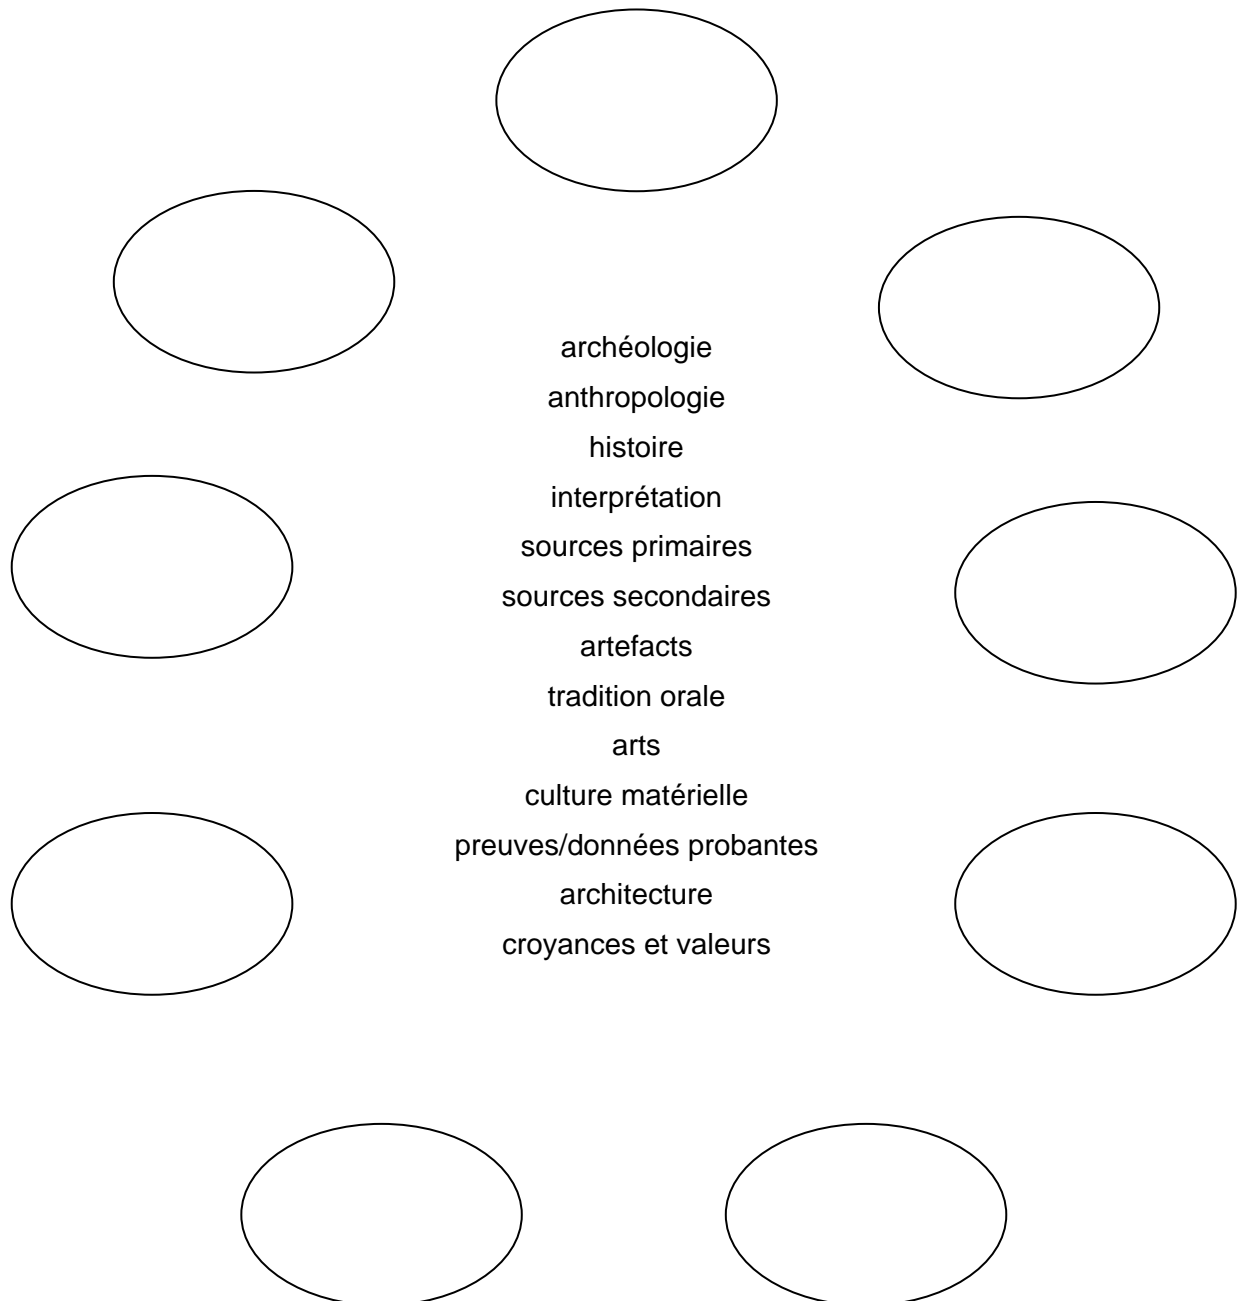 archéologie
anthropologie
histoire
interprétation
sources primaires
sources secondaires
artefacts
tradition orale
arts
culture matérielle
preuves/données probantes
architecture
croyances et valeurs